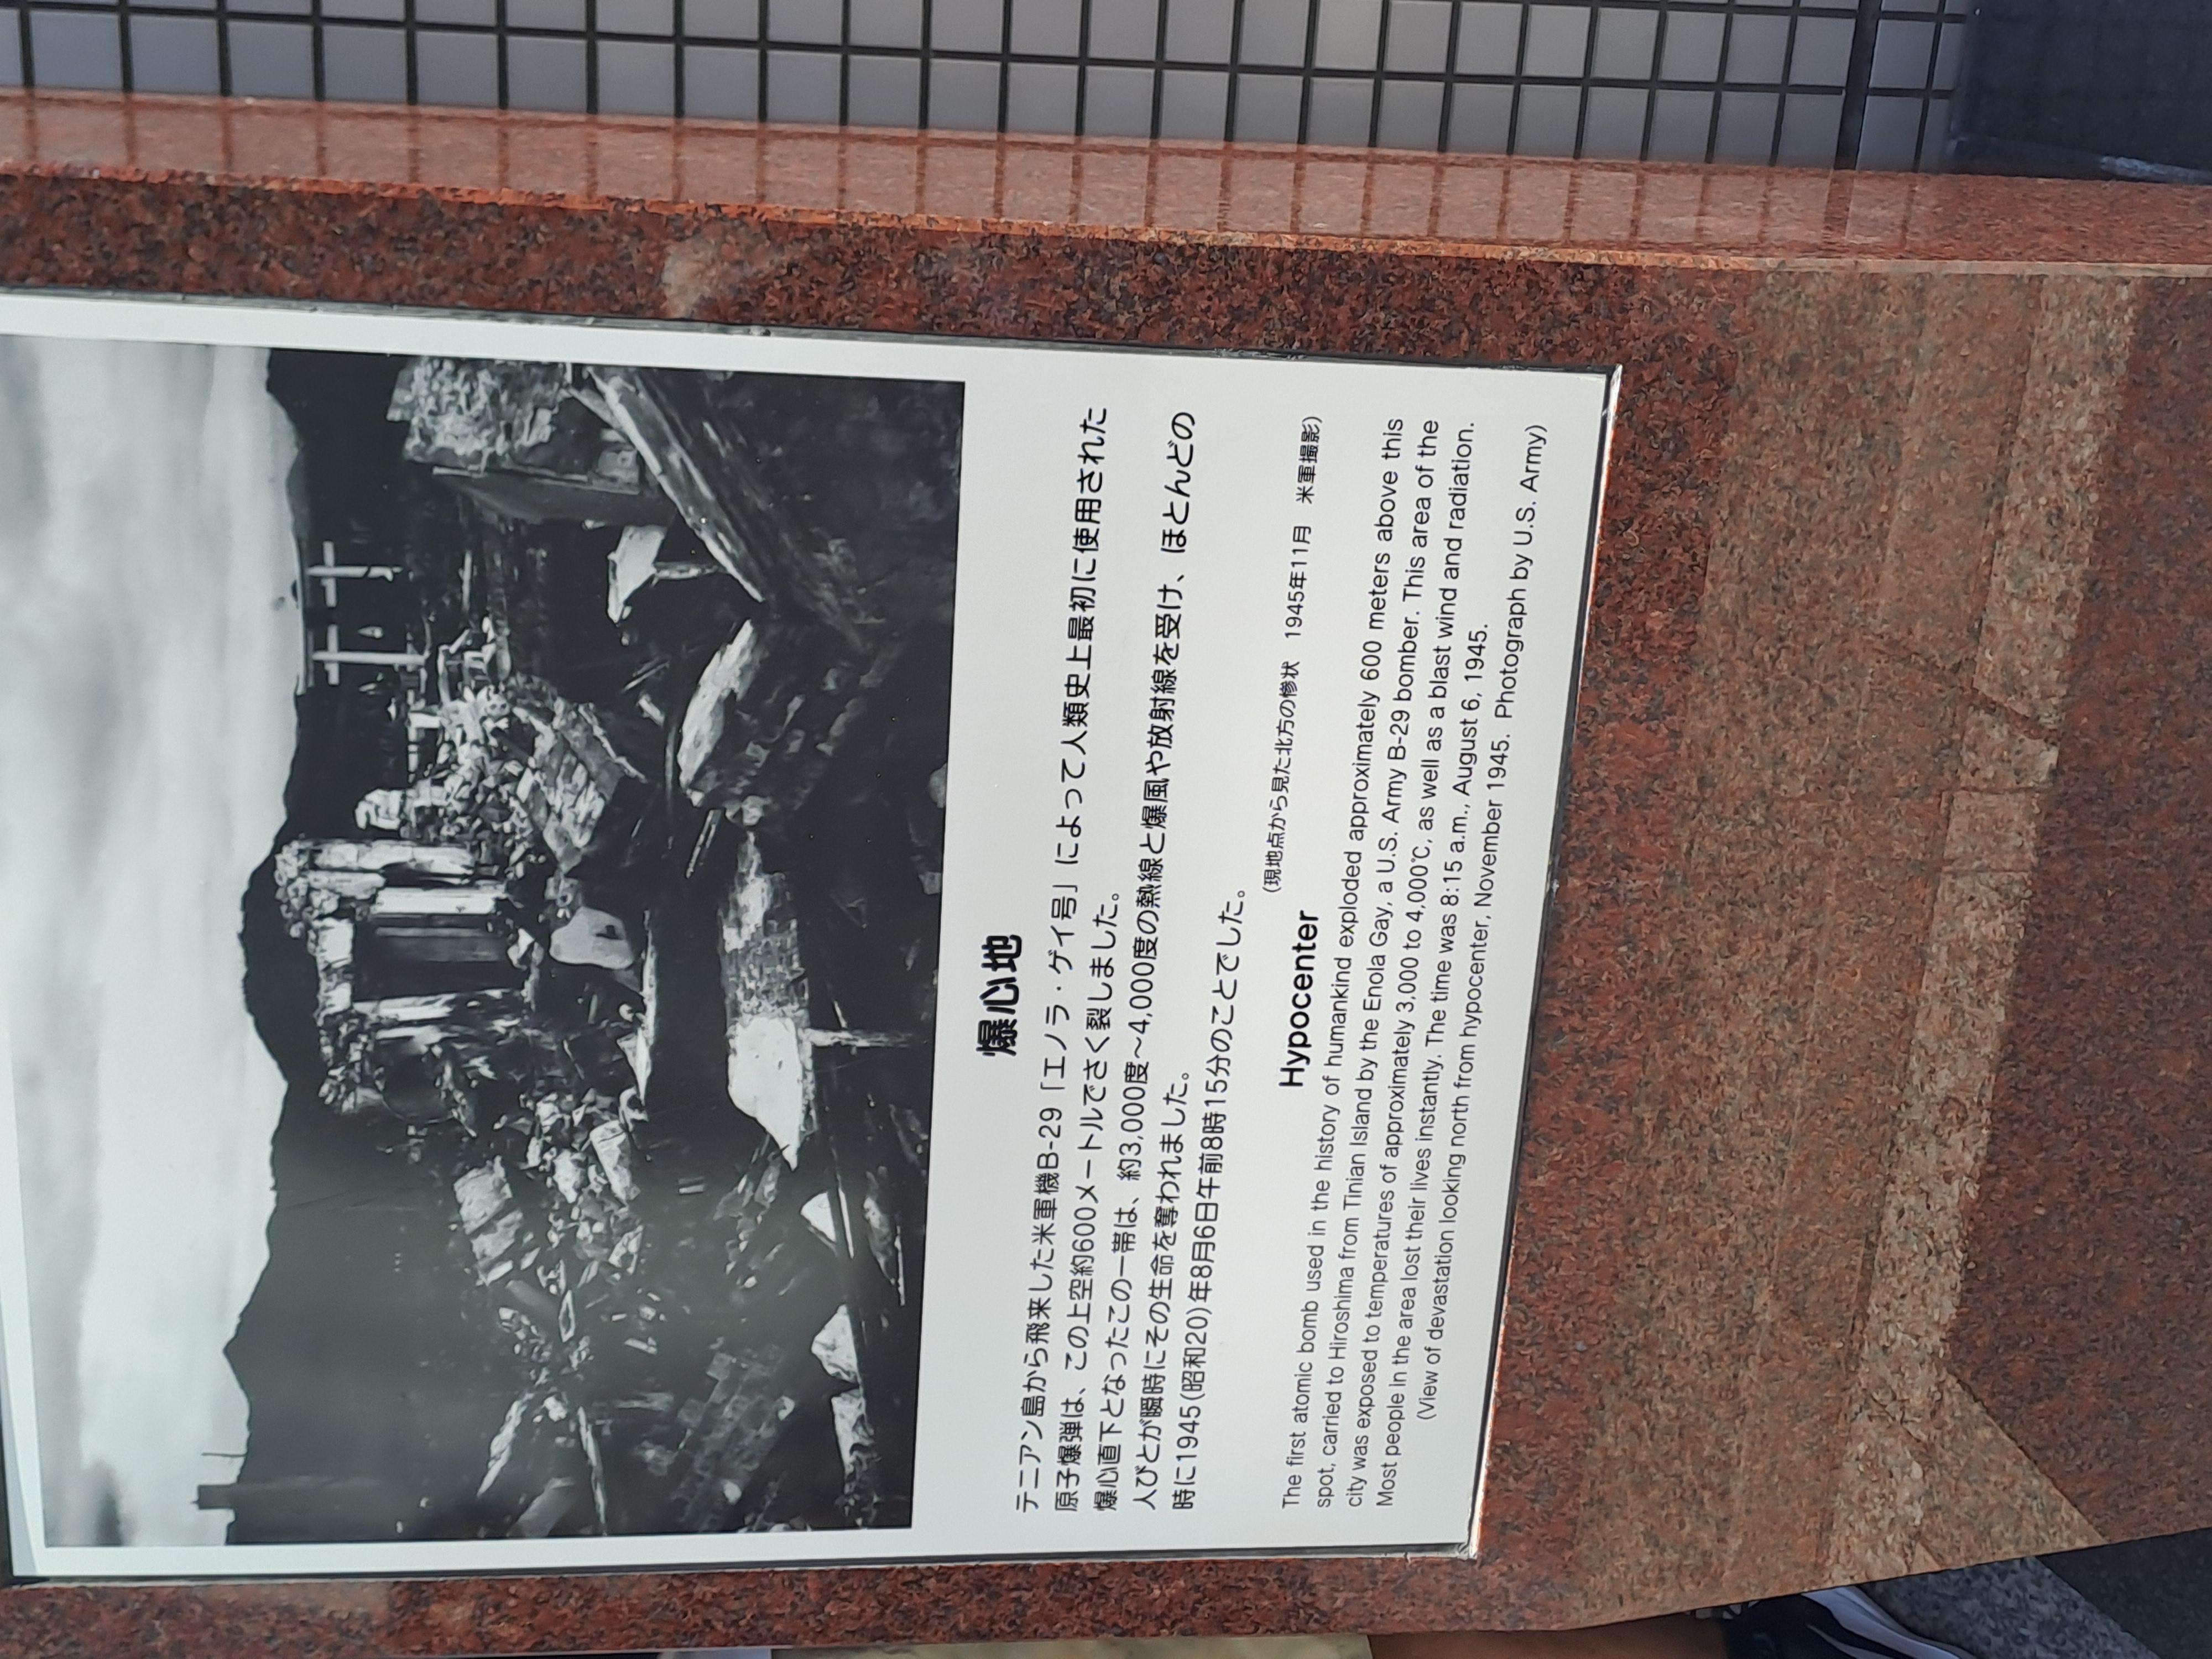 爆心地
テニアン島から飛来した米軍機B-29「エノラ・ゲイ号」によって人類史上最初に使用された
原子爆弾は、この上空約600メートルでさく裂しました。
爆心直下となったこの一帯は、約3,000度～4,000度の熱線と爆風や放射線を受け、ほとんどの
人びとが瞬時にその生命を奪われました。
時に1945(昭和20)年8月6日午前8時15分のことでした。
(現地点から見た北方の惨状 1945年11月 米軍撮影)
Hypocenter
The first atomic bomb used in the history of humankind exploded approximately 600 meters above this
spot, carried to Hiroshima from Tinian Island by the Enola Gay, a U.S. Army B-29 bomber. This area of the
city was exposed to temperatures of approximately 3,000 to 4,000℃, as well as a blast wind and radiation.
Most people in the area lost their lives instantly. The time was 8:15 a.m., August 6, 1945.
(View of devastation looking north from hypocenter, November 1945. Photograph by U.S. Army)